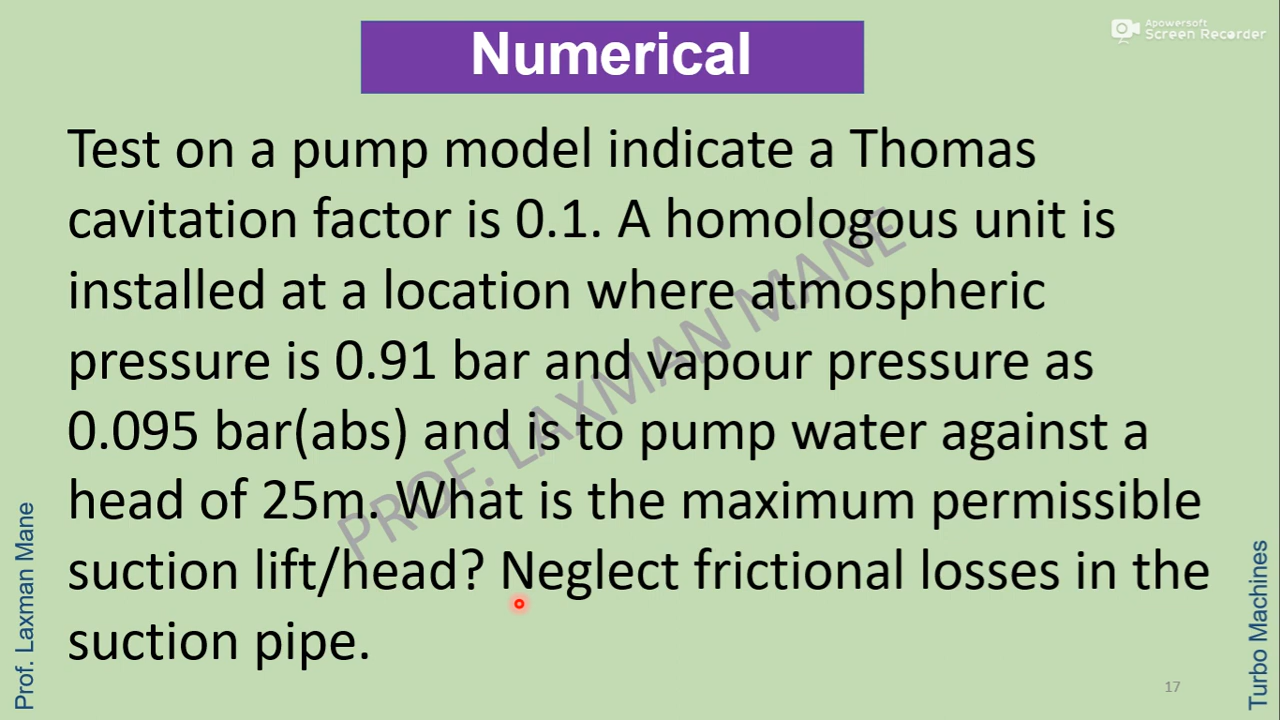 Numerical
Apowersoft
Screen Recorder
Test on a pump model indicate a Thomas
cavitation factor is 0.1. A homologous unit is
installed at a location where atmospheric
pressure is 0.91 bar and vapour pressure as
0.095 bar(abs) and is to pump water against a
head of 25m. What is the maximum permissible
suction lift/head? Neglect frictional losses in the
suction pipe.
PROF. LAXMAN MANE
Prof. Laxman Mane
Turbo Machines
17